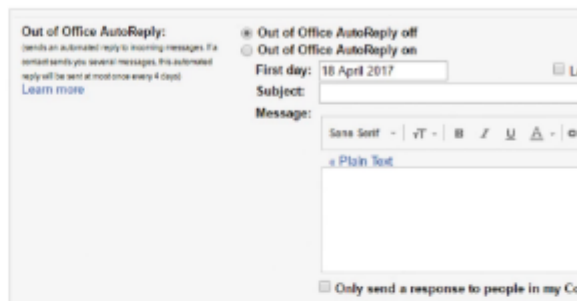 Out of Office AutoReply:
(sends an automated reply to incoming messages. If a
contact sends you several messages, this automated
reply will be sent at most once every 4 days)
Learn more
Out of Office AutoReply off
Out of Office AutoReply on
First day: 18 April 2017
Subject:
Message:
Sans Serif
« Plain Text
Only send a response to people in my Co